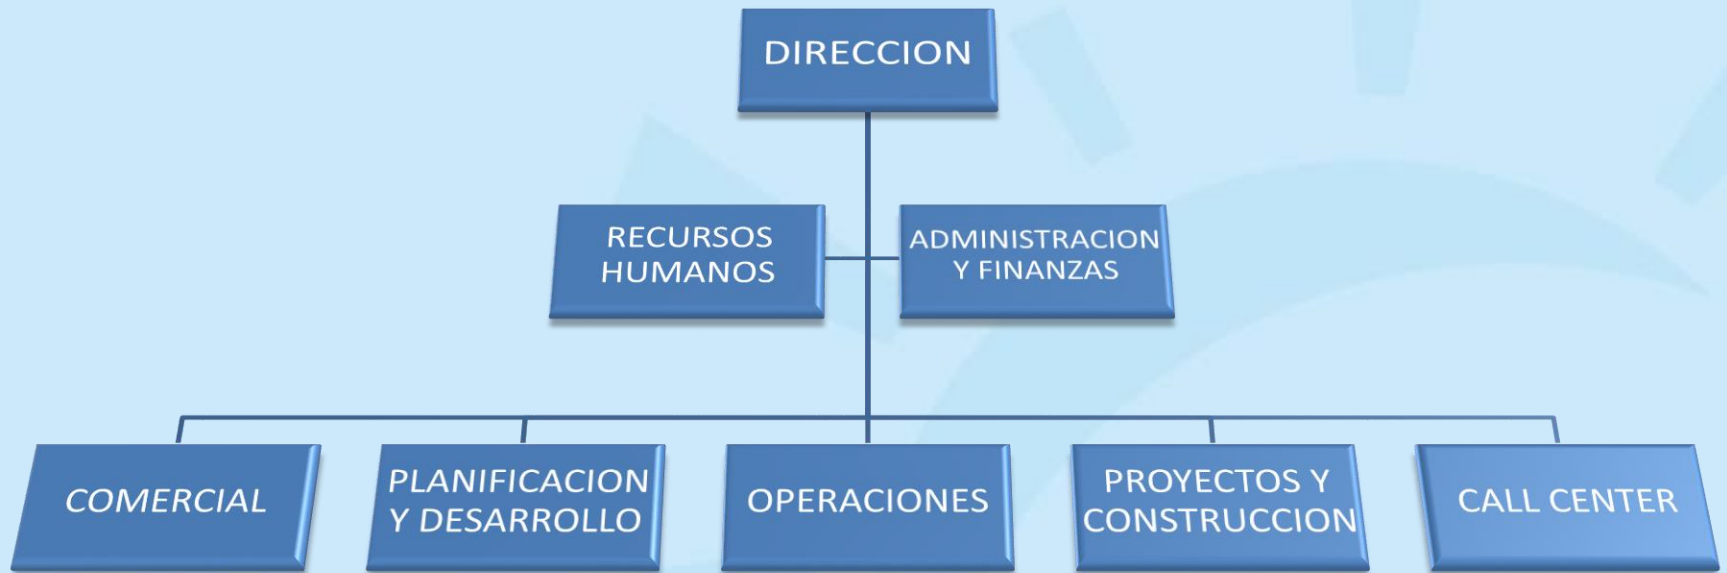 DIRECCION
RECURSOS
HUMANOS
ADMINISTRACION
Y FINANZAS
COMERCIAL
PLANIFICACION
Y DESARROLLO
OPERACIONES
PROYECTOS Y
CONSTRUCCION
CALL CENTER